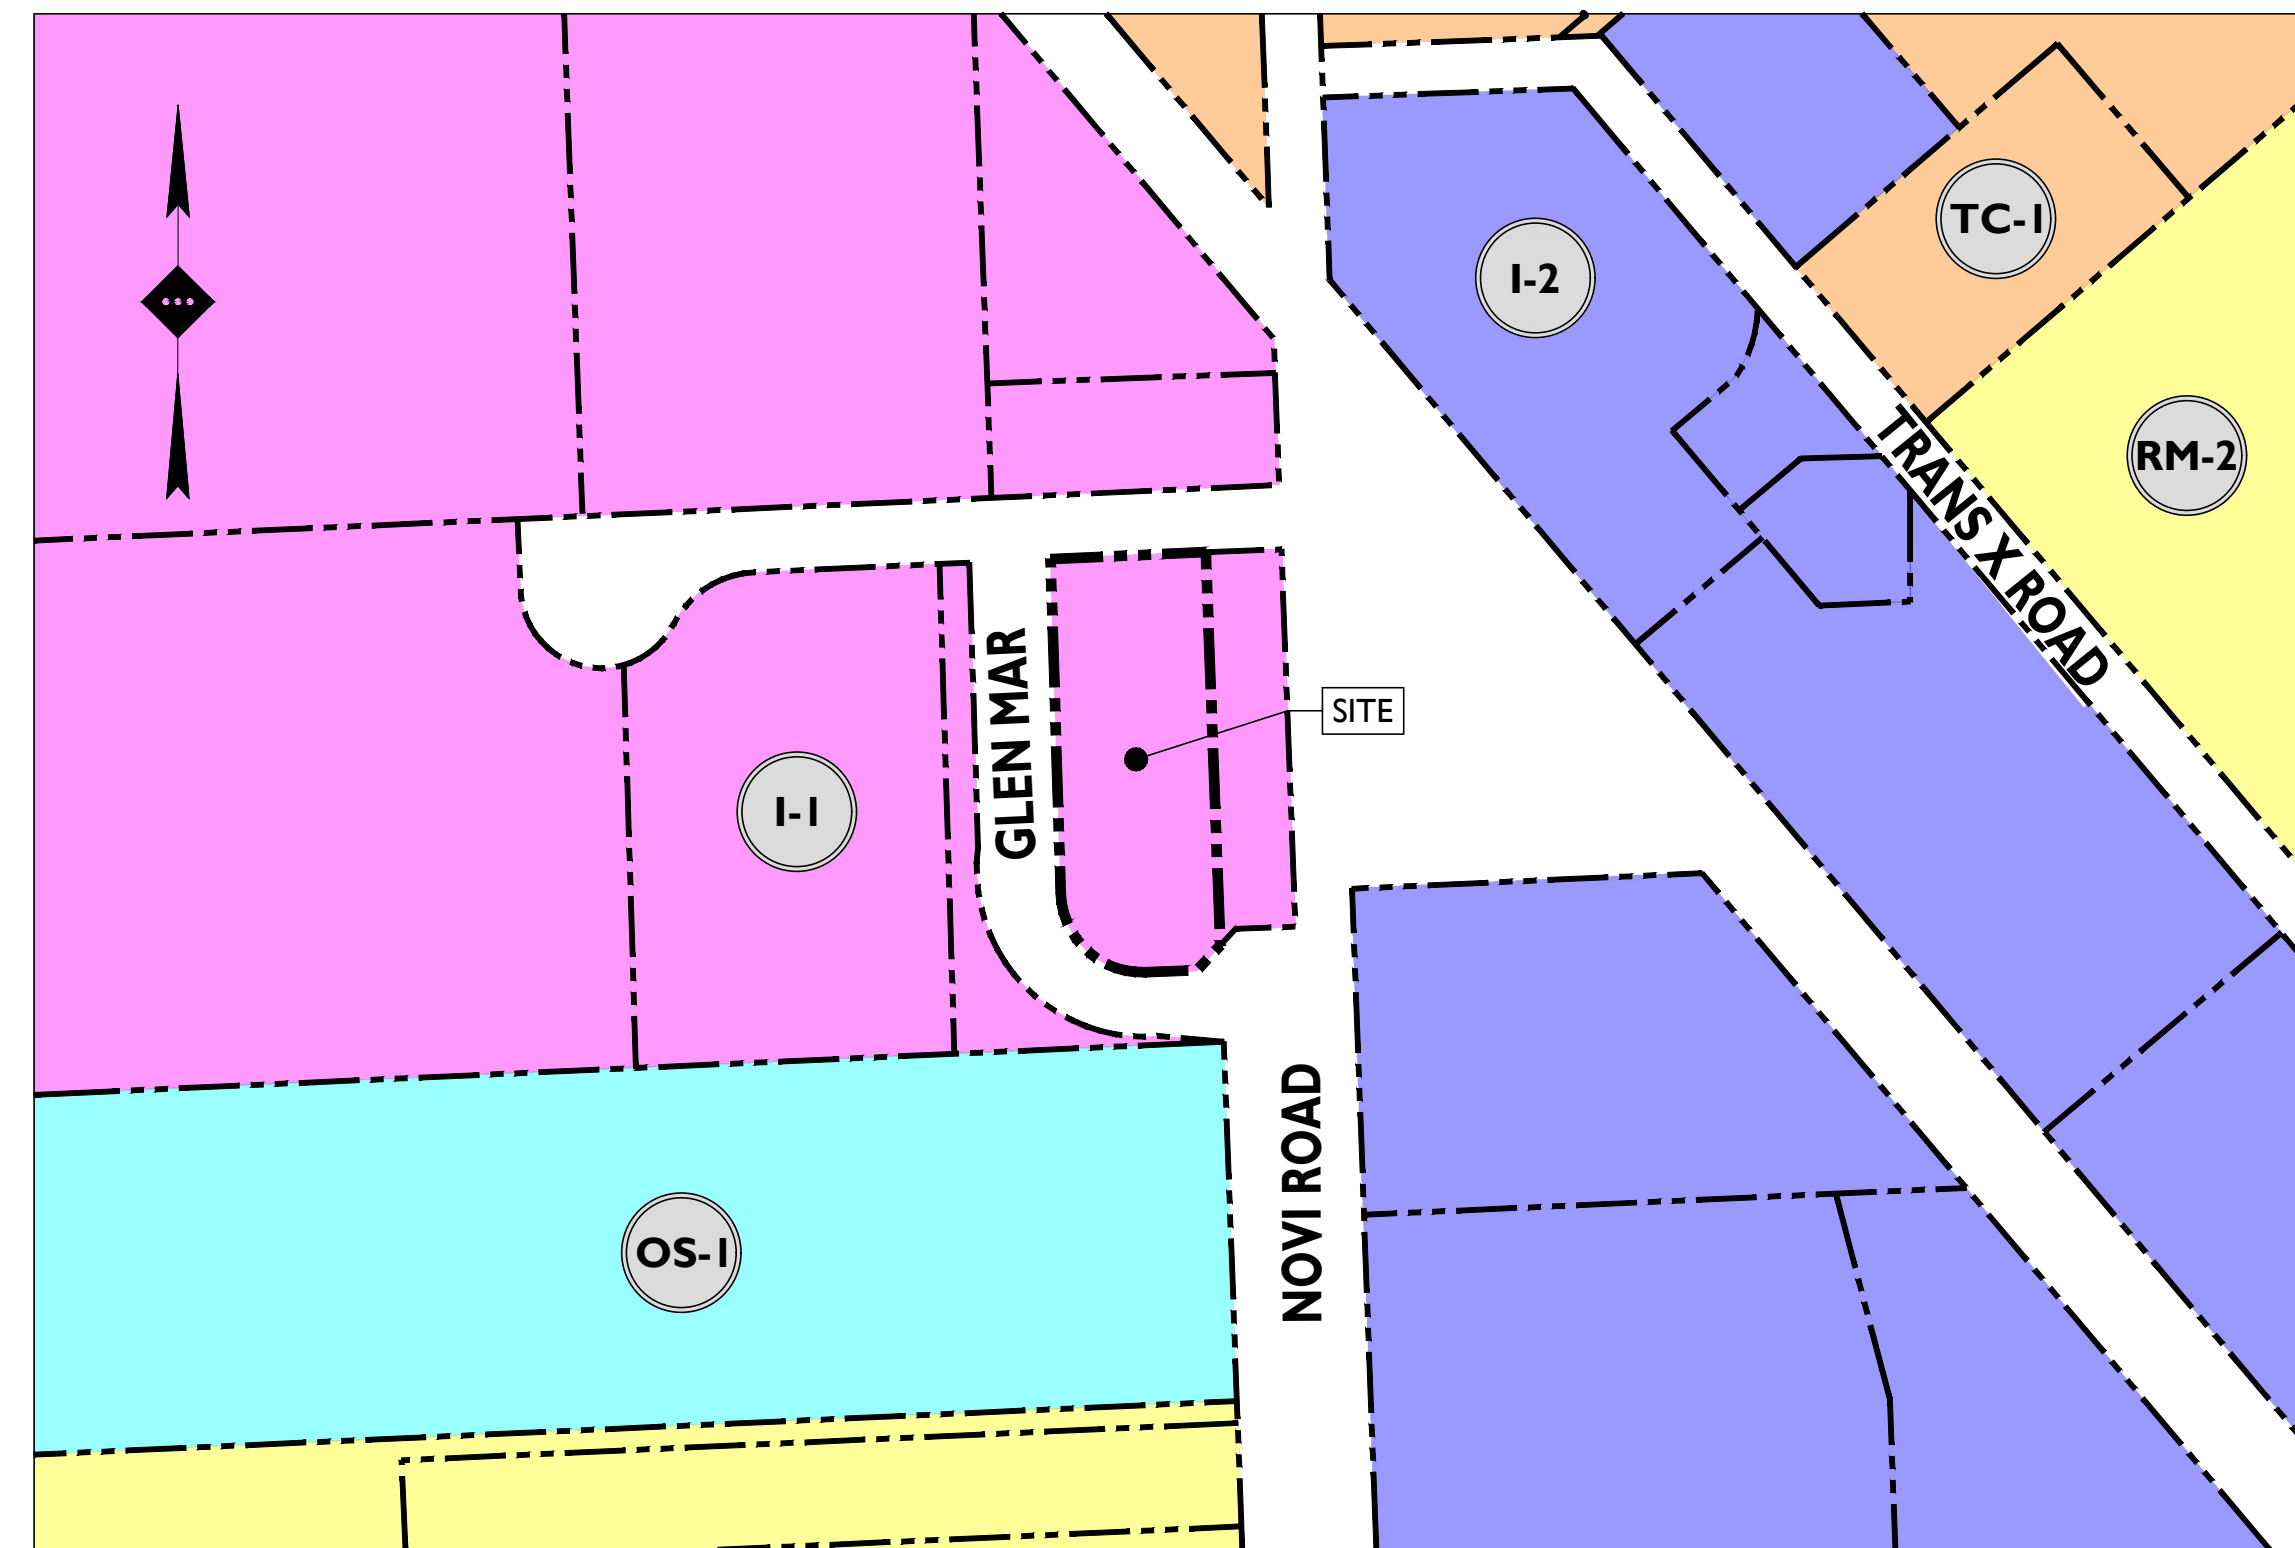 TC-1
I-2
RM-2
TRANS X ROAD
GLEN MAR
SITE
I-1
NOVI ROAD
OS-1